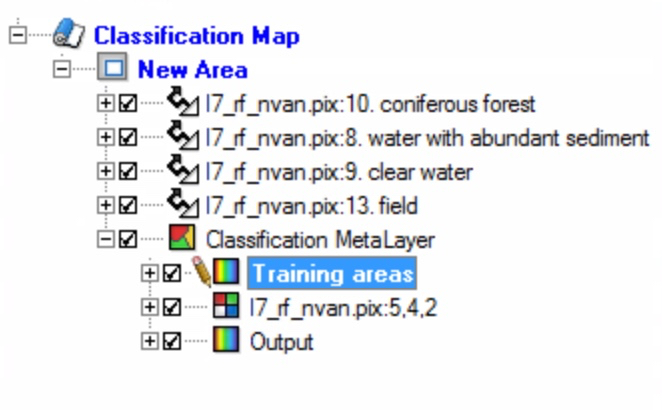 Classification Map
New Area
l7_rf_nvan.pix:10. coniferous forest
l7_rf_nvan.pix:8. water with abundant sediment
l7_rf_nvan.pix:9. clear water
l7_rf_nvan.pix:13. field
Classification MetaLayer
Training areas
l7_rf_nvan.pix:5,4,2
Output